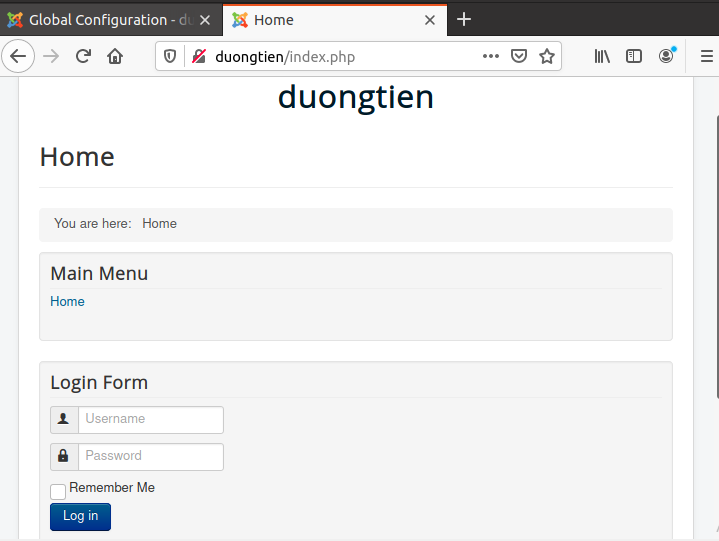 Global Configuration - du
Home
duongtien/index.php
duongtien
Home
You are here: Home
Main Menu
Home
Login Form
Username
Password
Remember Me
Log in